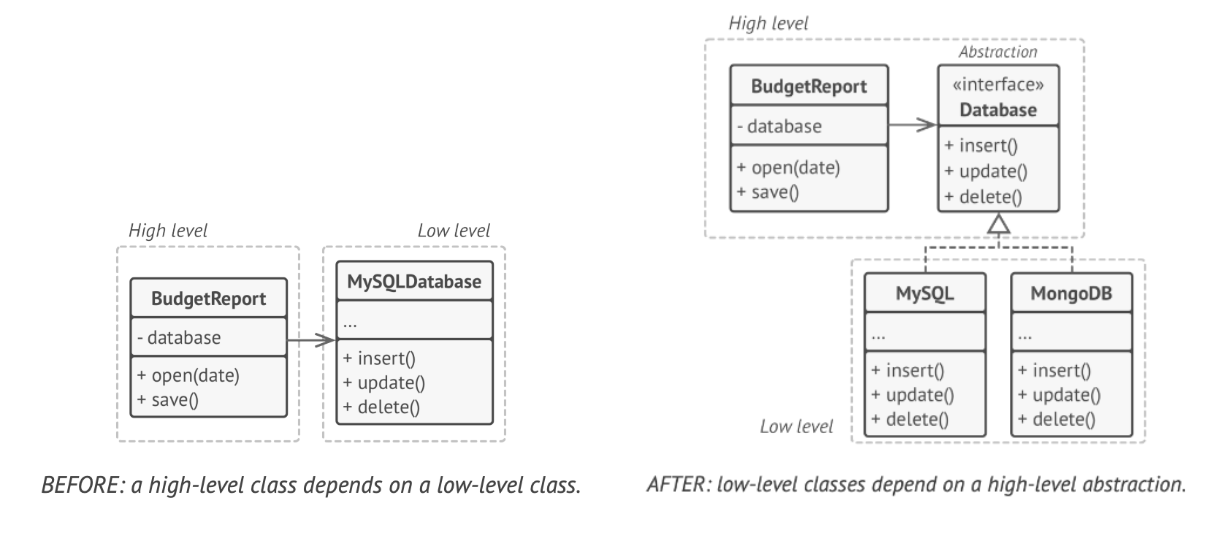 High level
Low level
BudgetReport
- database
+ open(date)
+ save()
MySQLDatabase
...
+ insert()
+ update()
+ delete()
BEFORE: a high-level class depends on a low-level class.
High level
Abstraction
BudgetReport
- database
+ open(date)
+ save()
«interface»
Database
+ insert()
+ update()
+ delete()
MySQL
...
+ insert()
+ update()
+ delete()
MongoDB
...
+ insert()
+ update()
+ delete()
Low level
AFTER: low-level classes depend on a high-level abstraction.